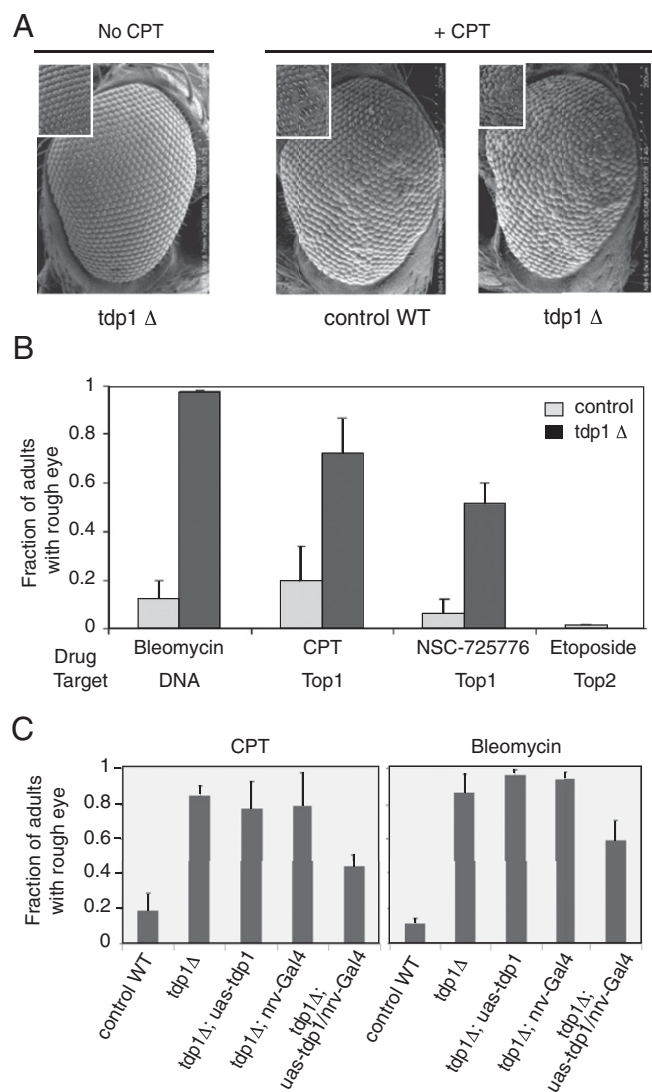 A
No CPT
+ CPT
tdp1 Δ
control WT
tdp1 Δ
B
Fraction of adults
with rough eye
1
0.8
0.6
0.4
0.2
0
control
tdp1 Δ
Drug
Bleomycin
CPT
NSC-725776
Etoposide
Target
DNA
Top1
Top1
Top2
C
CPT
Bleomycin
Fraction of adults
with rough eye
1
0.8
0.6
0.4
0.2
0
control WT
tdp1Δ
tdp1Δ; uas-tdp1
tdp1Δ; nrv-Gal4
tdp1Δ;
uas-tdp1/nrv-Gal4
control WT
tdp1Δ
tdp1Δ; uas-tdp1
tdp1Δ; nrv-Gal4
tdp1Δ;
uas-tdp1/nrv-Gal4